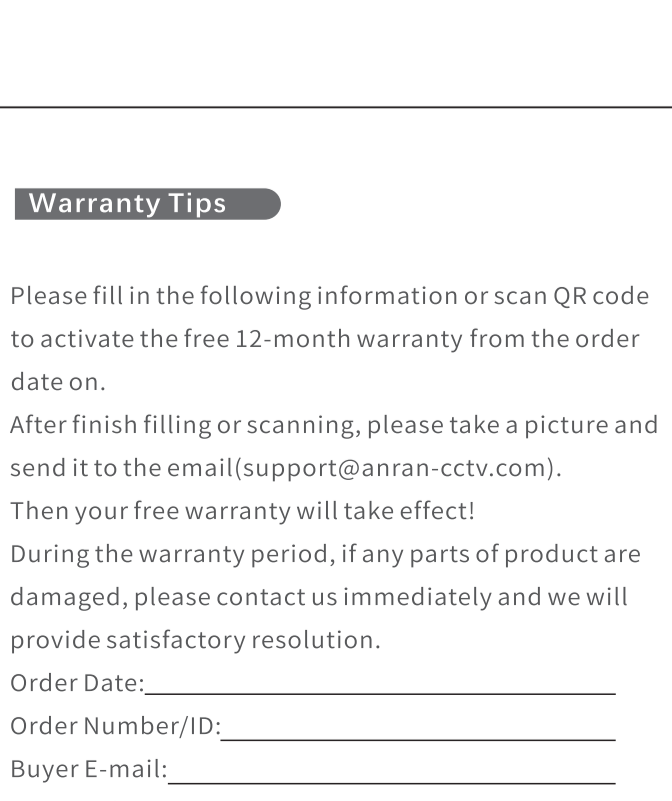 Warranty Tips
Please fill in the following information or scan QR code
to activate the free 12-month warranty from the order
date on.
After finish filling or scanning, please take a picture and
send it to the email(support@anran-cctv.com).
Then your free warranty will take effect!
During the warranty period, if any parts of product are
damaged, please contact us immediately and we will
provide satisfactory resolution.
Order Date:
Order Number/ID:
Buyer E-mail: